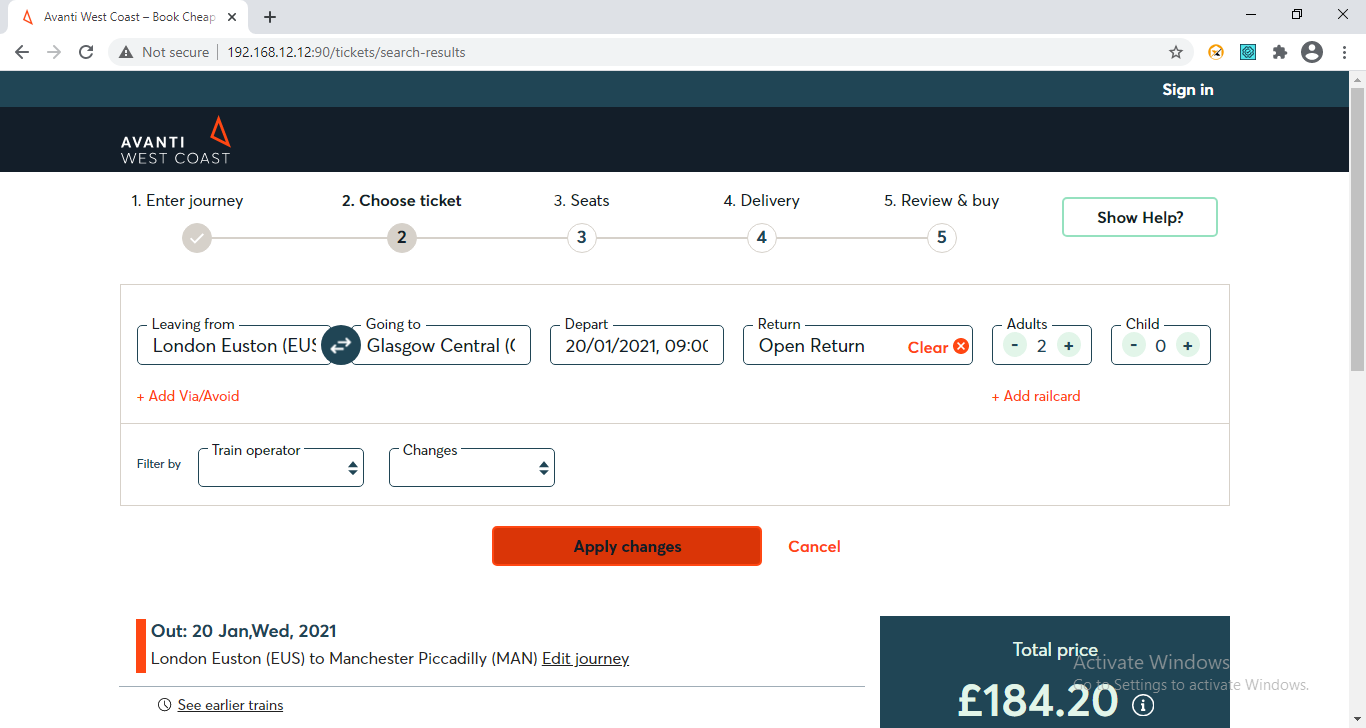 Avanti West Coast – Book Cheap
Not secure
192.168.12.12:90/tickets/search-results
Sign in
AVANTI
WEST COAST
1. Enter journey
2. Choose ticket
3. Seats
4. Delivery
5. Review & buy
2
3
4
5
Show Help?
Leaving from
London Euston (EUS
Going to
Glasgow Central (
Depart
20/01/2021, 09:00
Return
Open Return
Clear
Adults
- 2 +
Child
- 0 +
+ Add Via/Avoid
+ Add railcard
Filter by
Train operator
Changes
Apply changes
Cancel
Out: 20 Jan,Wed, 2021
London Euston (EUS) to Manchester Piccadilly (MAN) Edit journey
See earlier trains
Total price
£184.20
Activate Windows
Go to Settings to activate Windows.